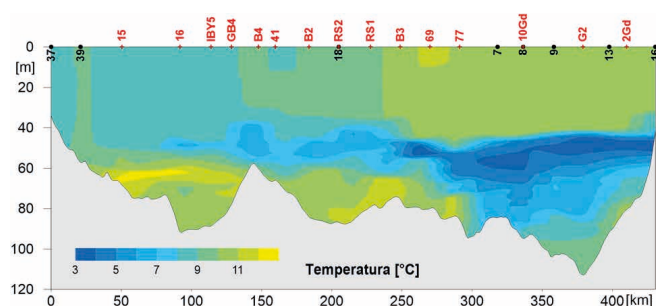 37 39 15 16 IBY5 GB4 B4 41 B2 18 RS2 RS1 B3 69 77 7 8 10Gd 9 G2 13 2Gd 16
0
[m]
20
40
60
80
100
120
3 5 7 9 11
Temperatura [°C]
0 50 100 150 200 250 300 350 400 [km]